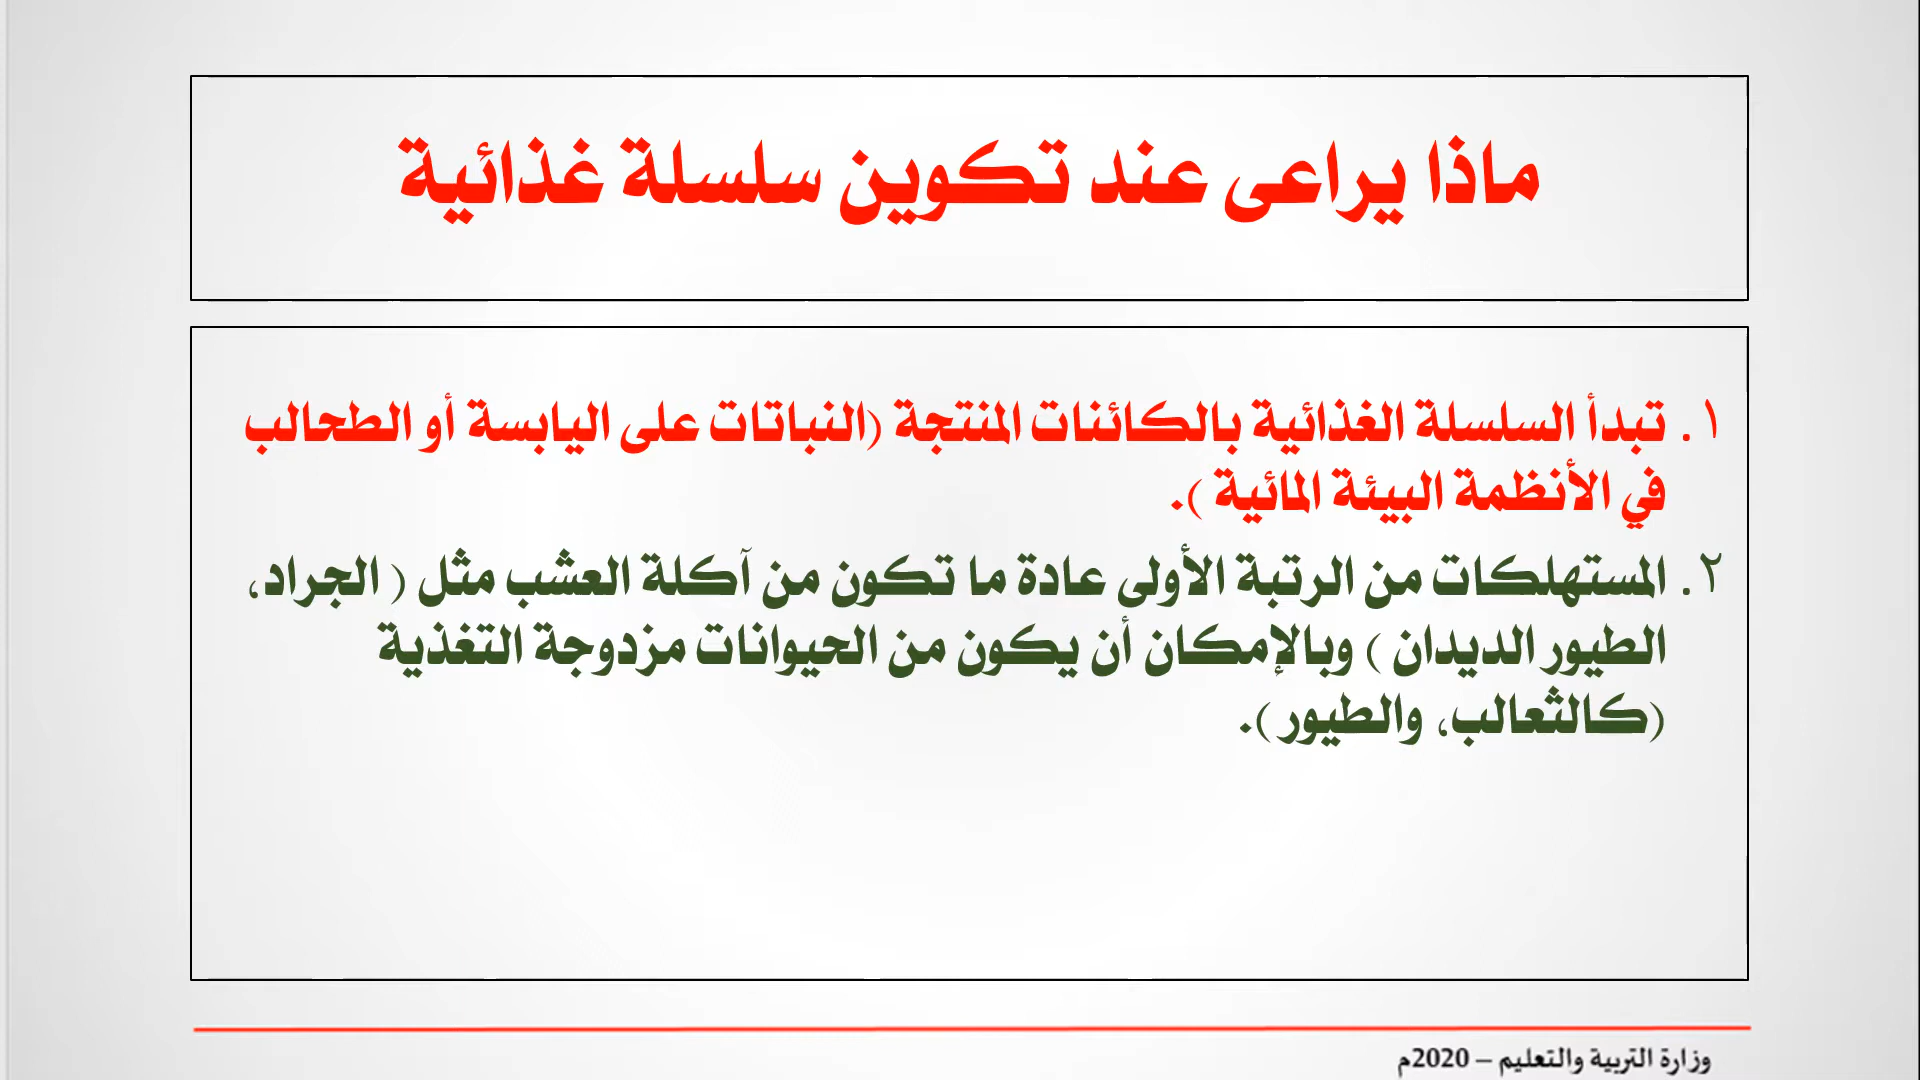 ماذا يراعى عند تكوين سلسلة غذائية
١. تبدأ السلسلة الغذائية بالكائنات المنتجة (النباتات على اليابسة أو الطحالب
في الأنظمة البيئة المائية ).
٢. المستهلكات من الرتبة الأولى عادة ما تكون من آكلة العشب مثل ( الجراد،
الطيور الديدان ) وبالإمكان أن يكون من الحيوانات مزدوجة التغذية
(كالثعالب، والطيور).
وزارة التربية والتعليم – 2020م